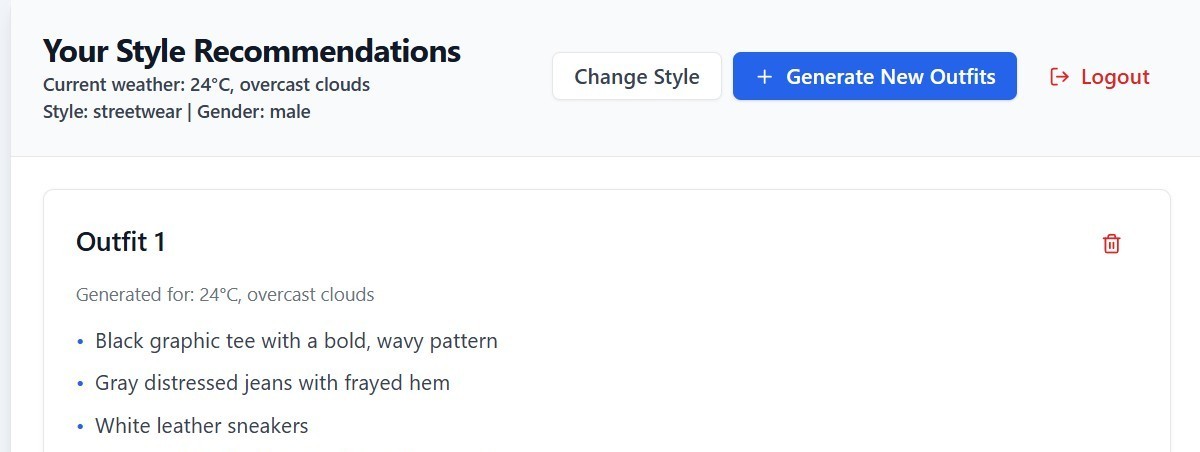 Your Style Recommendations
Current weather: 24°C, overcast clouds
Style: streetwear | Gender: male
Change Style
+ Generate New Outfits
Logout
Outfit 1
Generated for: 24°C, overcast clouds
• Black graphic tee with a bold, wavy pattern
• Gray distressed jeans with frayed hem
• White leather sneakers